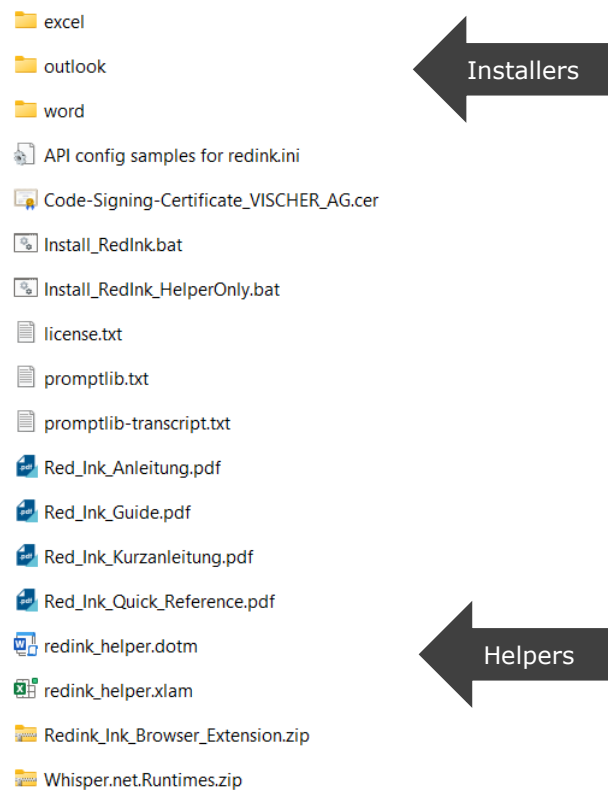 excel
outlook
Installers
word
API config samples for redink.ini
Code-Signing-Certificate_VISCHER_AG.cer
Install_RedInk.bat
Install_RedInk_HelperOnly.bat
license.txt
promptlib.txt
promptlib-transcript.txt
Red_Ink_Anleitung.pdf
Red_Ink_Guide.pdf
Red_Ink_Kurzanleitung.pdf
Red_Ink_Quick_Reference.pdf
redink_helper.dotm
Helpers
redink_helper.xlam
Redink_Ink_Browser_Extension.zip
Whisper.net.Runtimes.zip